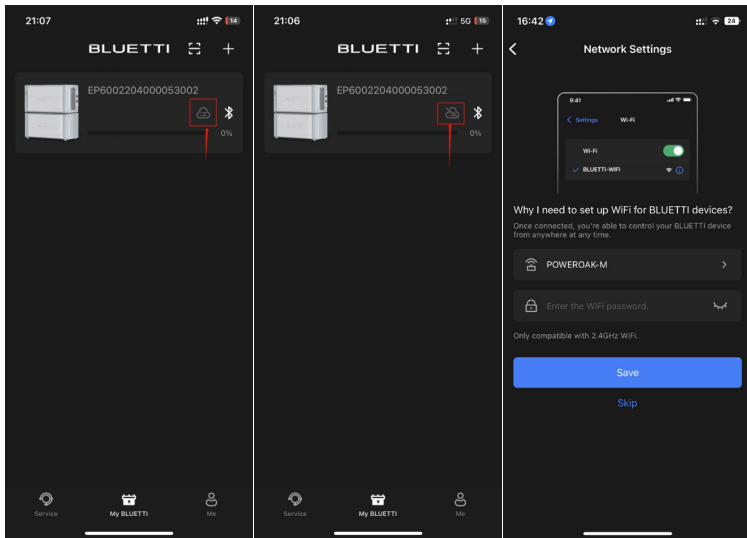 21:07
14
BLUETTI
EP6002204000053002
0%
Service
My BLUETTI
Me
21:06
5G
15
BLUETTI
EP6002204000053002
0%
Service
My BLUETTI
Me
16:42
24
Network Settings
9:41
Settings
Wi-Fi
Wi-Fi
BLUETTI-WIFI
Why I need to set up WiFi for BLUETTI devices?
Once connected, you're able to control your BLUETTI device
from anywhere at any time.
POWEROAK-M
Enter the WiFi password.
Only compatible with 2.4GHz WiFi.
Save
Skip